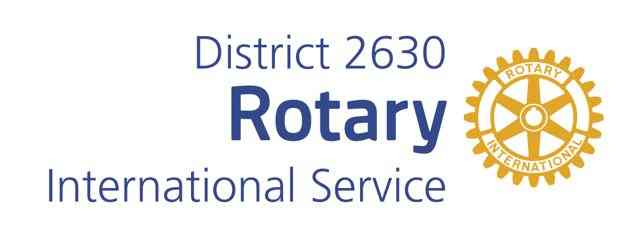 District 2630
Rotary
International Service
ROTARY
INTERNATIONAL